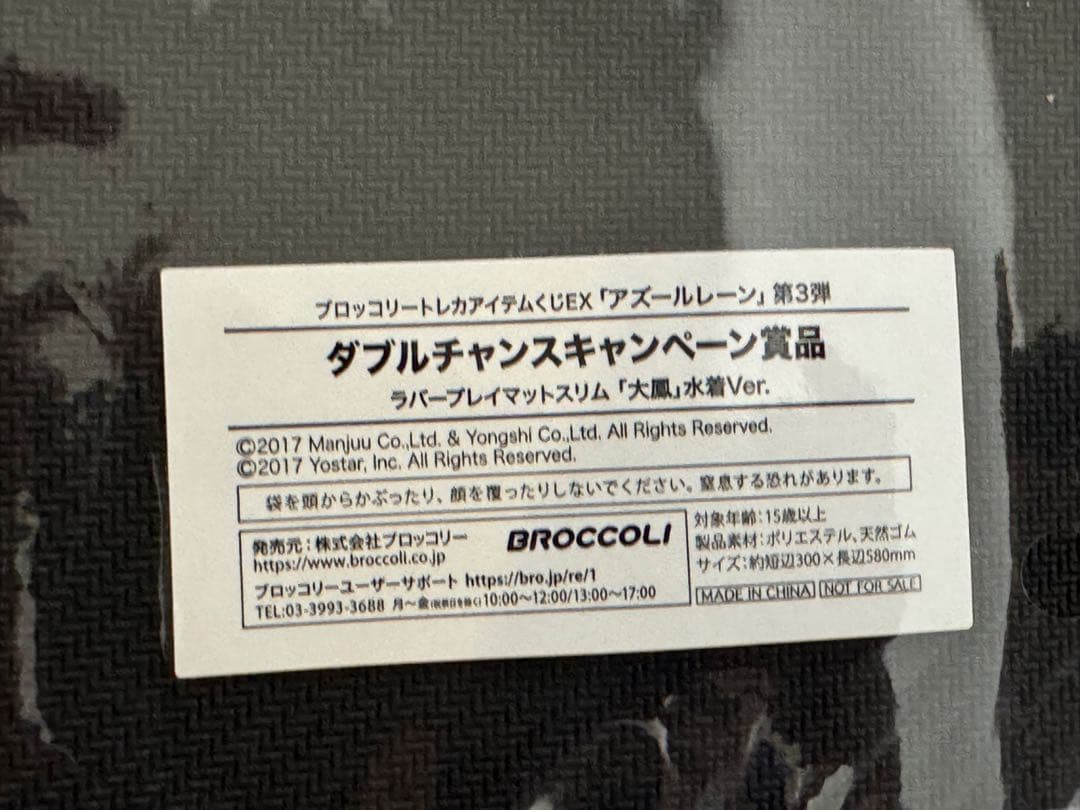 ブロッコリートレカアイテムくじEX「アズールレーン」第3弾
ダブルチャンスキャンペーン賞品
ラバープレイマットスリム「大鳳」水着Ver.
©2017 Manjuu Co.,Ltd. & Yongshi Co.,Ltd. All Rights Reserved.
©2017 Yostar, Inc. All Rights Reserved.
袋を頭からかぶったり、顔を覆ったりしないでください。窒息する恐れがあります。
発売元:株式会社ブロッコリー
BROCCOLI
https://www.broccoli.co.jp
ブロッコリーユーザーサポート https://bro.jp/re/1
TEL:03-3993-3688 月〜金(祝祭日を除く)10:00〜12:00/13:00〜17:00
対象年齢:15歳以上
製品素材:ポリエステル、天然ゴム
サイズ:約短辺300×長辺580mm
MADE IN CHINA NOT FOR SALE